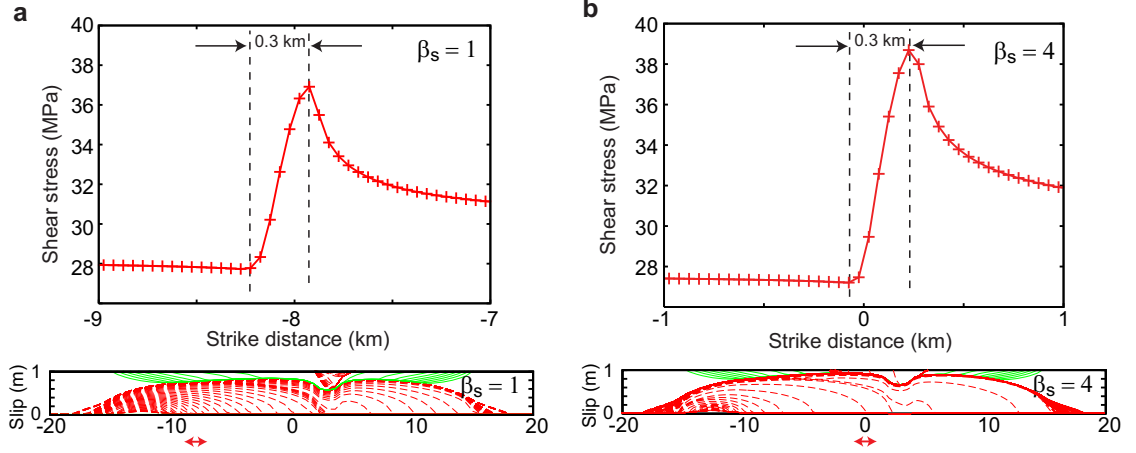 a
40
38
36
34
32
30
28
Shear stress (MPa)
0.3 km
βs = 1
-9
-8
-7
Strike distance (km)
1
0
Slip (m)
βs = 1
-20
-10
0
10
20
b
40
38
36
34
32
30
28
Shear stress (MPa)
0.3 km
βs = 4
-1
0
1
Strike distance (km)
1
0
Slip (m)
βs = 4
-20
-10
0
10
20